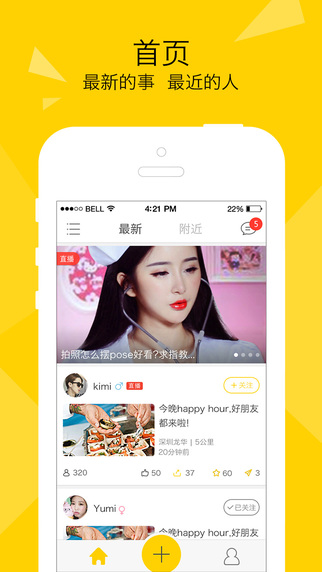 首页
最新的事 最近的人
BELL 4:21 PM 22%
最新 附近 5
直播
拍照怎么摆pose好看?求指教...
kimi ♂ 直播 +关注
今晚happy hour,好朋友
都来啦!
深圳龙华 | 5公里
20分钟前
320 50 37 60 3
Yumi ♀ 已关注
今晚happy hour,好朋友